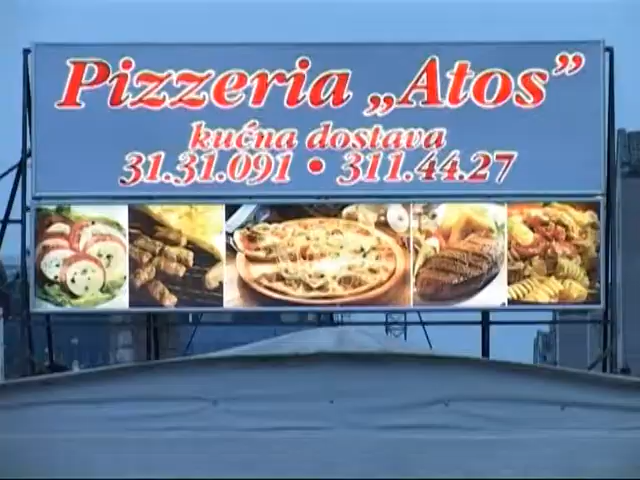 Pizzeria „Atos”
kućna dostava
31.31.091 • 311.44.27